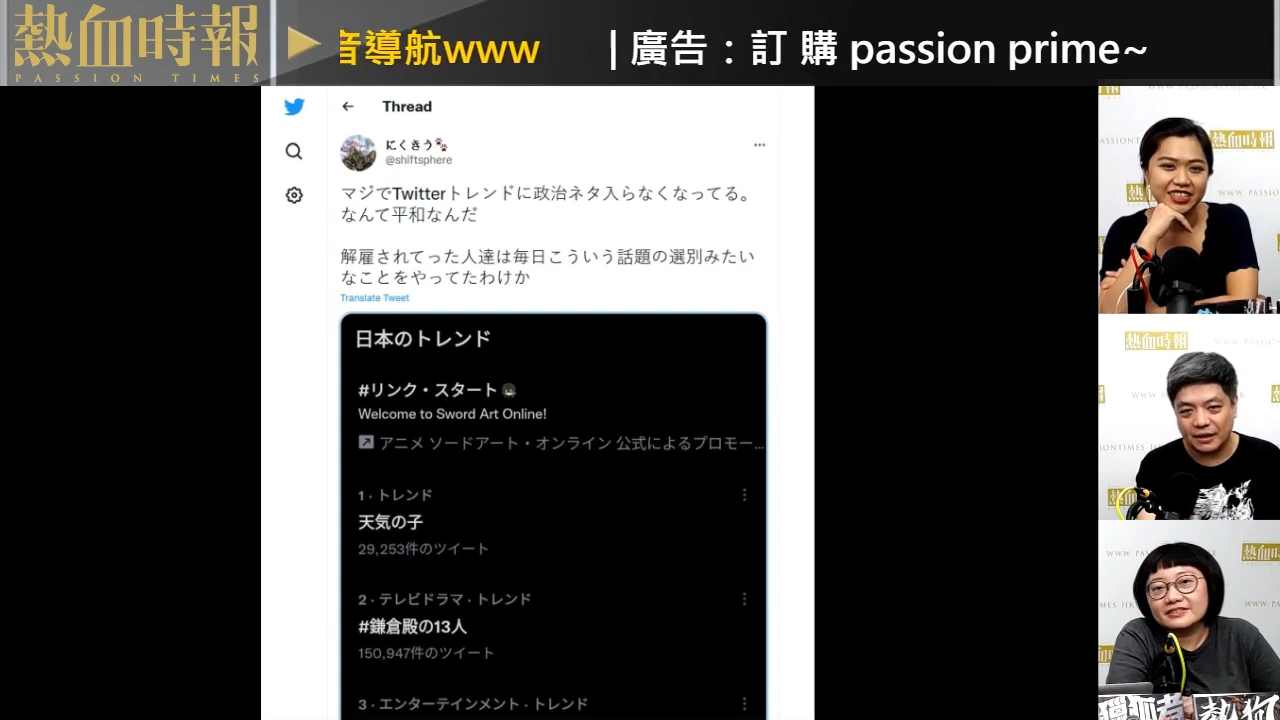 熱血時報
PASSION TIMES
音導航www | 廣告：訂 購 passion prime~
Thread
にくきう🐾
@shiftsphere
マジでTwitterトレンドに政治ネタ入らなくなってる。
なんて平和なんだ
解雇されてった人達は毎日こういう話題の選別みたい
なことをやってたわけか
Translate Tweet
日本のトレンド
#リンク・スタート
Welcome to Sword Art Online!
アニメ ソードアート・オンライン 公式によるプロモー...
1 · トレンド
天気の子
29,253件のツイート
2 · テレビドラマ · トレンド
#鎌倉殿の13人
150,947件のツイート
3 · エンターテインメント · トレンド
熱血時報
熱血時報